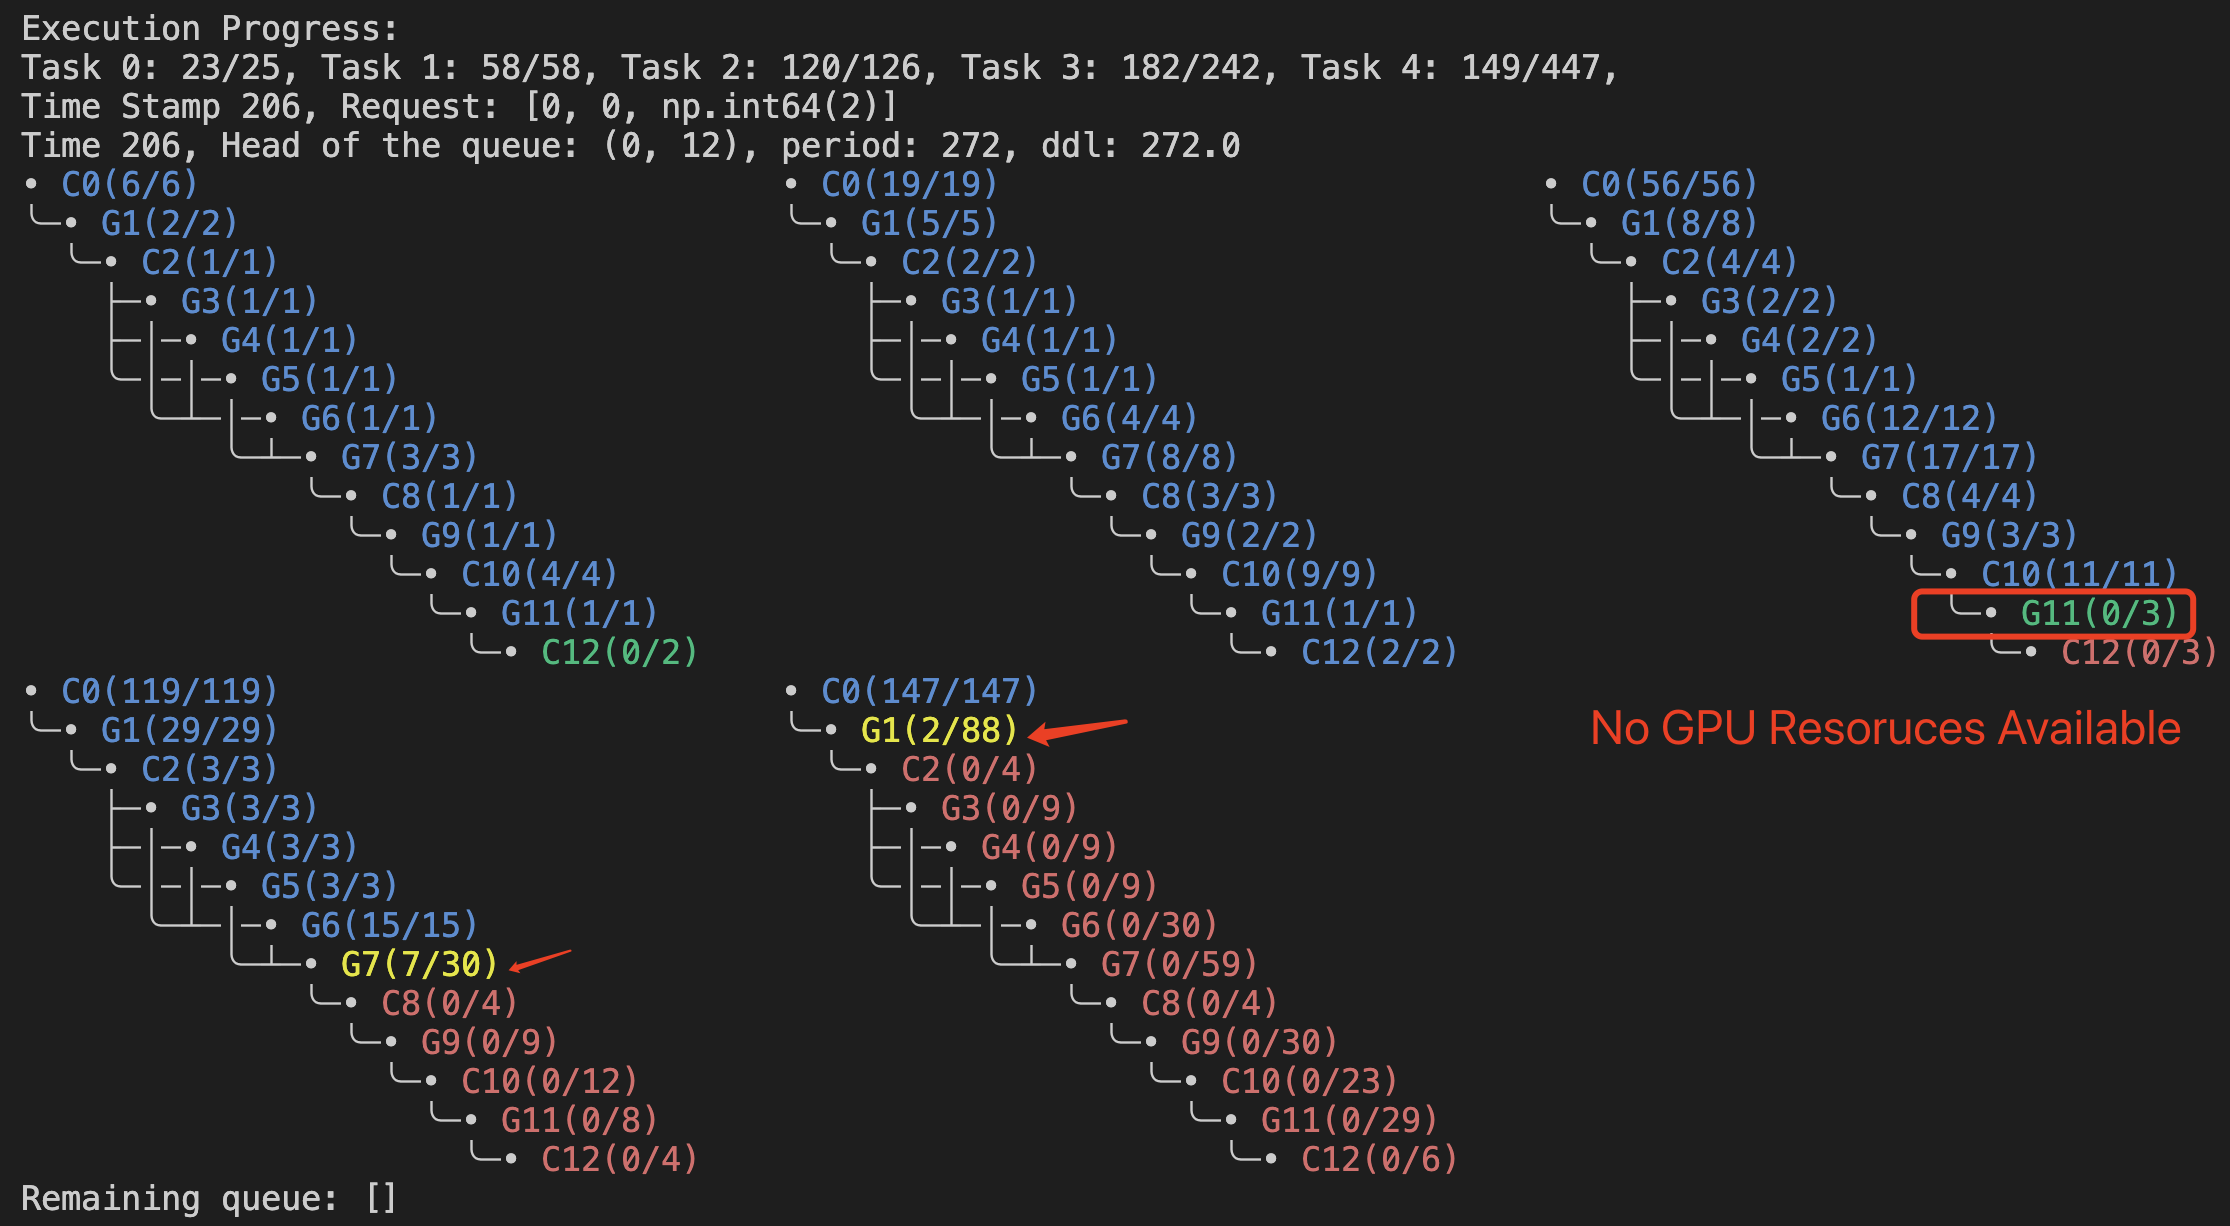 Execution Progress:
Task 0: 23/25, Task 1: 58/58, Task 2: 120/126, Task 3: 182/242, Task 4: 149/447,
Time Stamp 206, Request: [0, 0, np.int64(2)]
Time 206, Head of the queue: (0, 12), period: 272, ddl: 272.0
C0(6/6) C0(19/19) C0(56/56)
G1(2/2) G1(5/5) G1(8/8)
C2(1/1) C2(2/2) C2(4/4)
G3(1/1) G3(1/1) G3(2/2)
G4(1/1) G4(1/1) G4(2/2)
G5(1/1) G5(1/1) G5(1/1)
G6(1/1) G6(4/4) G6(12/12)
G7(3/3) G7(8/8) G7(17/17)
C8(1/1) C8(3/3) C8(4/4)
G9(1/1) G9(2/2) G9(3/3)
C10(4/4) C10(9/9) C10(11/11)
G11(1/1) G11(1/1) G11(0/3)
C12(0/2) C12(2/2) C12(0/3)
C0(119/119) C0(147/147)
G1(29/29) G1(2/88) No GPU Resoruces Available
C2(3/3) C2(0/4)
G3(3/3) G3(0/9)
G4(3/3) G4(0/9)
G5(3/3) G5(0/9)
G6(15/15) G6(0/30)
G7(7/30) G7(0/59)
C8(0/4) C8(0/4)
G9(0/9) G9(0/30)
C10(0/12) C10(0/23)
G11(0/8) G11(0/29)
C12(0/4) C12(0/6)
Remaining queue: []